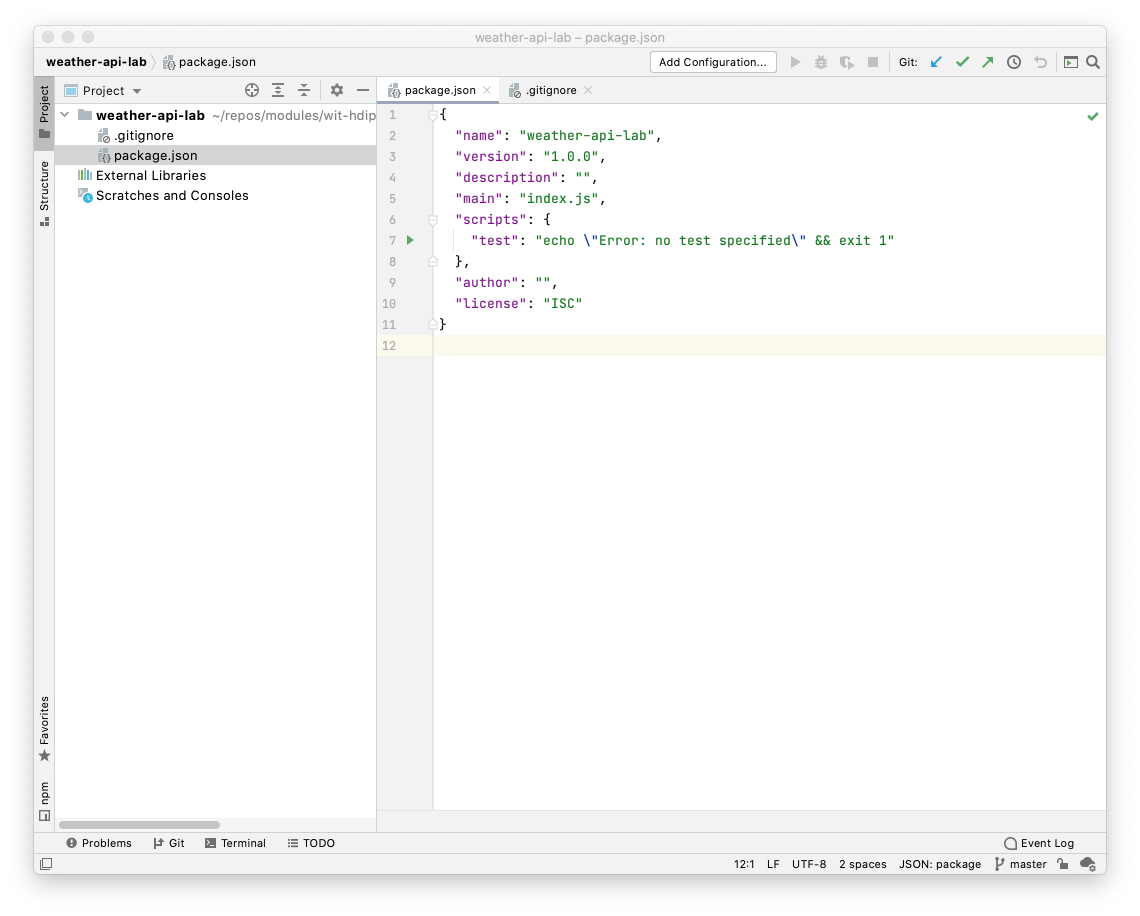 weather-api-lab – package.json
weather-api-lab package.json Add Configuration... Git:
Project
Project
package.json
.gitignore
weather-api-lab ~/repos/modules/wit-hdip
.gitignore
package.json
External Libraries
Scratches and Consoles
Structure
Favorites
npm
1 {
2 "name": "weather-api-lab",
3 "version": "1.0.0",
4 "description": "",
5 "main": "index.js",
6 "scripts": {
7 "test": "echo \"Error: no test specified\" && exit 1"
8 },
9 "author": "",
10 "license": "ISC"
11 }
12
Problems Git Terminal TODO Event Log
12:1 LF UTF-8 2 spaces JSON: package master